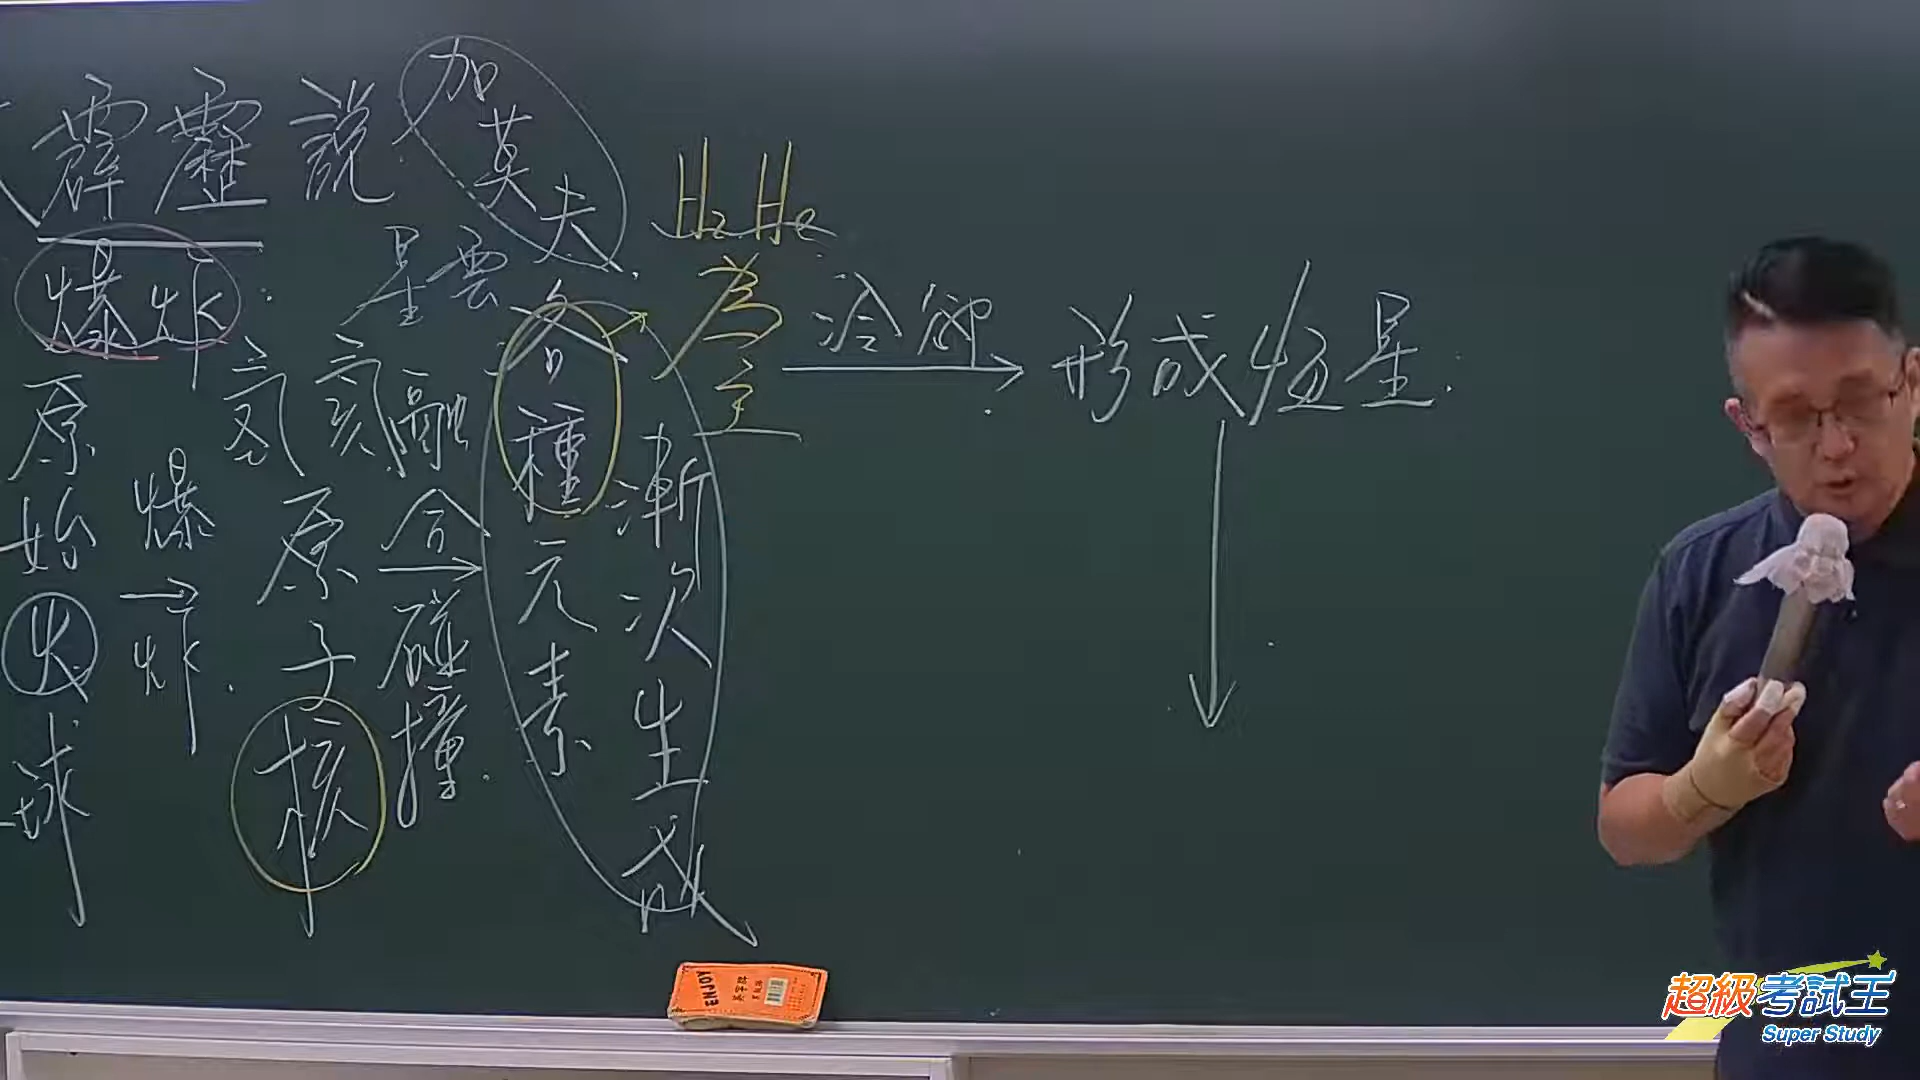 霹靂說
加莫夫
爆炸
星雲
原始火球
爆炸
氫氦原子核
融合碰撞
各種元素
漸次生成
H₂ He
為主
冷卻
形成恆星
ENJOY
超級考試王
Super Study